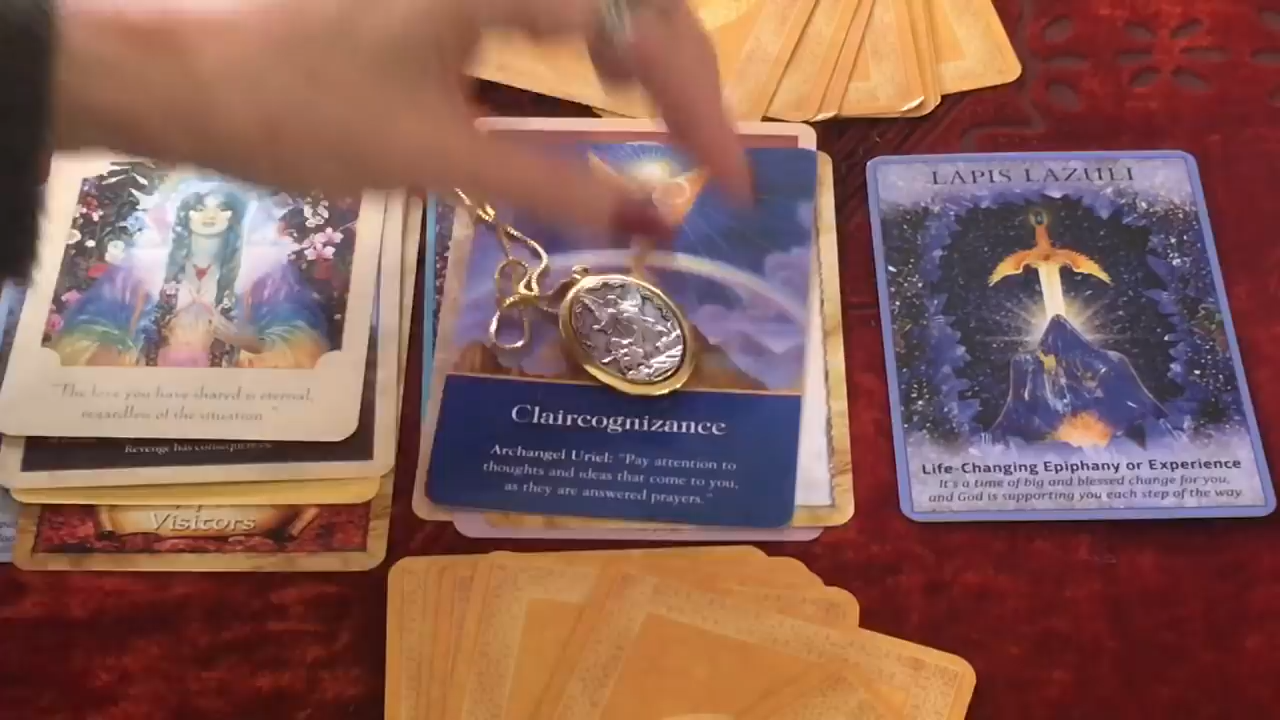 "The love you have shared is eternal,
regardless of the situation."
Revenge has consequences.
Visitors
Claircognizance
Archangel Uriel: "Pay attention to
thoughts and ideas that come to you,
as they are answered prayers."
LAPIS LAZULI
Life-Changing Epiphany or Experience
It's a time of big and blessed change for you,
and God is supporting you each step of the way.